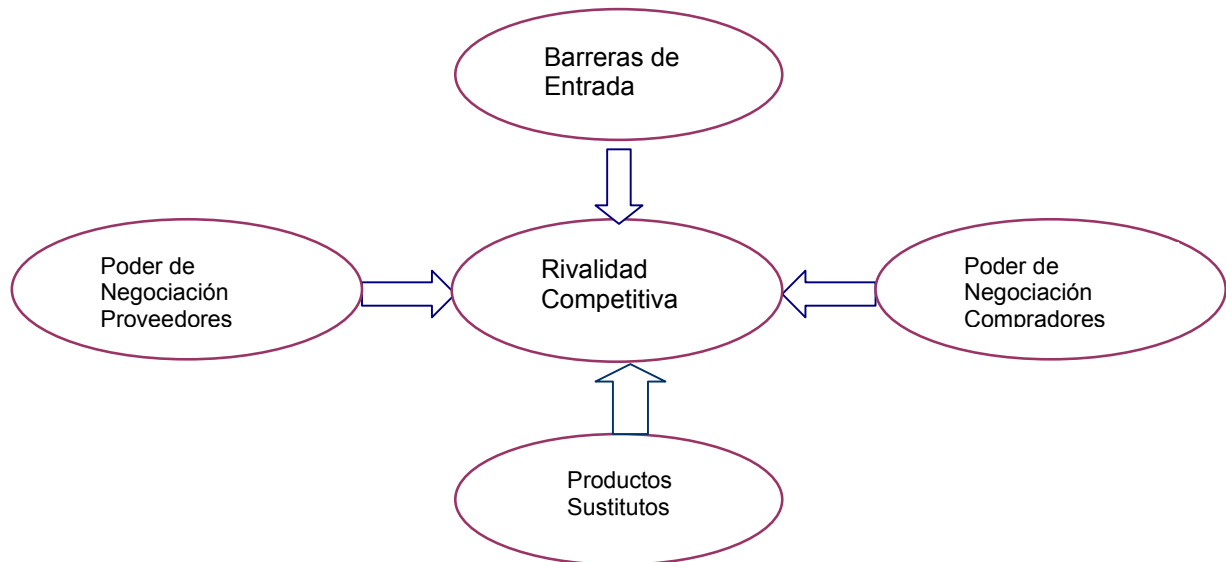 Barreras de
Entrada
Poder de
Negociación
Proveedores
Rivalidad
Competitiva
Poder de
Negociación
Compradores
Productos
Sustitutos